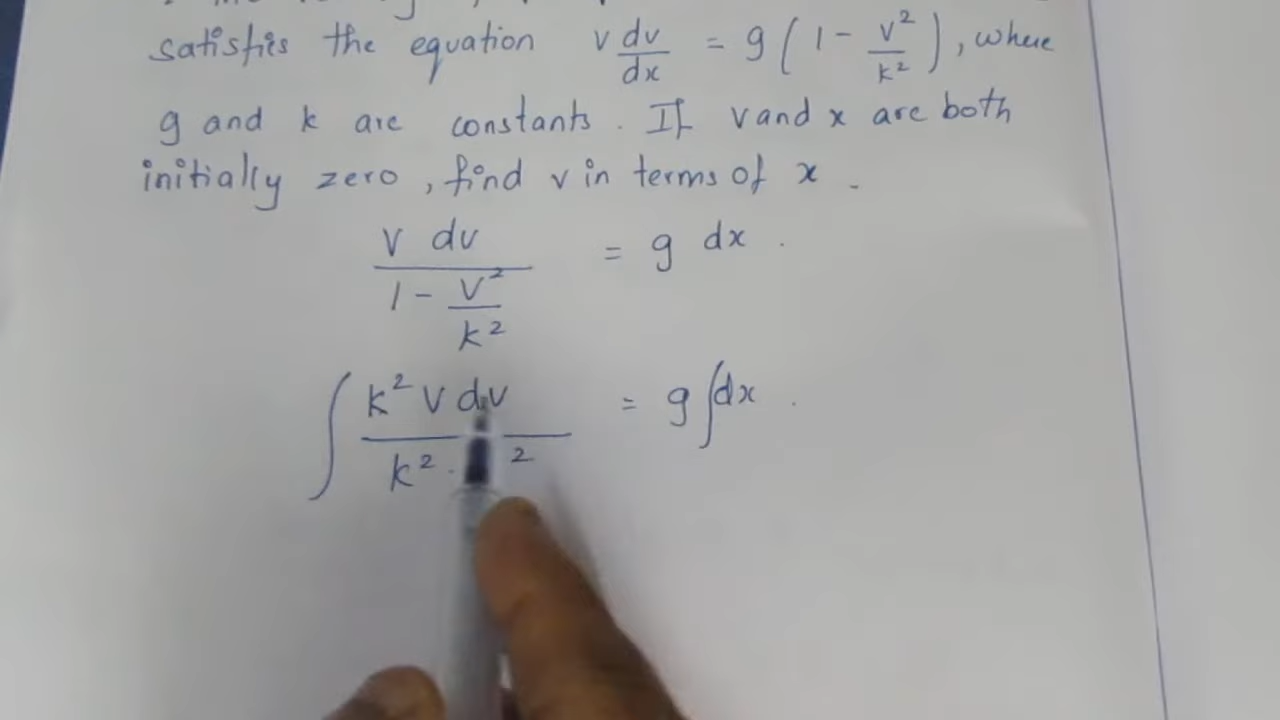 satisfies the equation v dv/dx = g(1 - v²/k²), where
g and k are constants. If v and x are both
initially zero, find v in terms of x.
v dv / (1 - v²/k²) = g dx.
∫ k² v dv / k² - ² = g ∫dx.